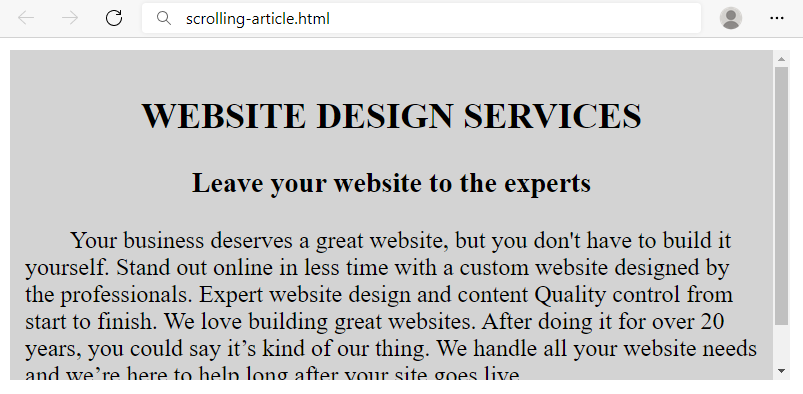 scrolling-article.html
WEBSITE DESIGN SERVICES
Leave your website to the experts
Your business deserves a great website, but you don't have to build it
yourself. Stand out online in less time with a custom website designed by
the professionals. Expert website design and content Quality control from
start to finish. We love building great websites. After doing it for over 20
years, you could say it’s kind of our thing. We handle all your website needs
and we’re here to help long after your site goes live